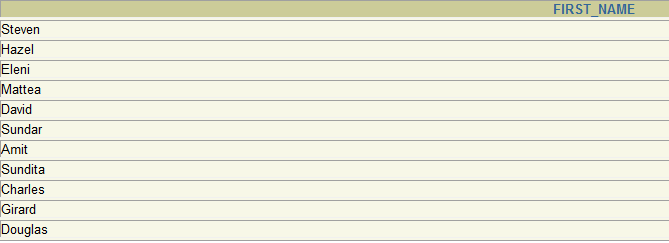 FIRST_NAME
Steven
Hazel
Eleni
Mattea
David
Sundar
Amit
Sundita
Charles
Girard
Douglas